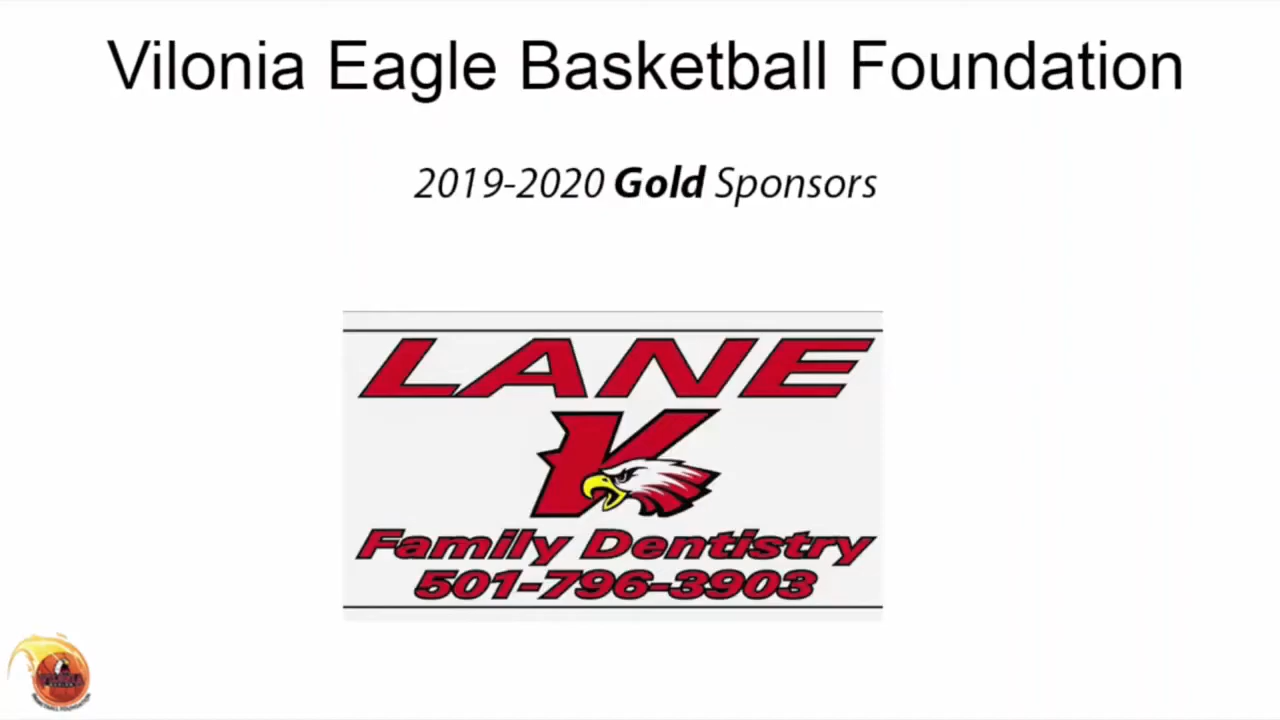 Vilonia Eagle Basketball Foundation
2019-2020 Gold Sponsors
LANE
V
Family Dentistry
501-796-3903